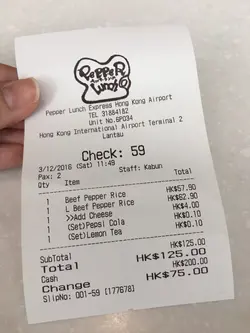 PEPPER
LUNCH
Pepper Lunch Express Hong Kong Airport
TEL 31884182
Unit No.6P034
Hong Kong International Airport Terminal 2
Lantau
Check: 59
3/12/2016 (Sat) 11:49 Staff: Kabun
Pax: 2
Qty Item Total
1 Beef Pepper Rice HK$57.90
1 L Beef Pepper Rice HK$62.90
1 >>Add Cheese HK$4.00
1 (Set)Pepsi Cola HK$0.10
1 (Set)Lemon Tea HK$0.10
SubTotal HK$125.00
Total HK$125.00
Cash HK$200.00
Change HK$75.00
SlipNo: 001-59 [177678]